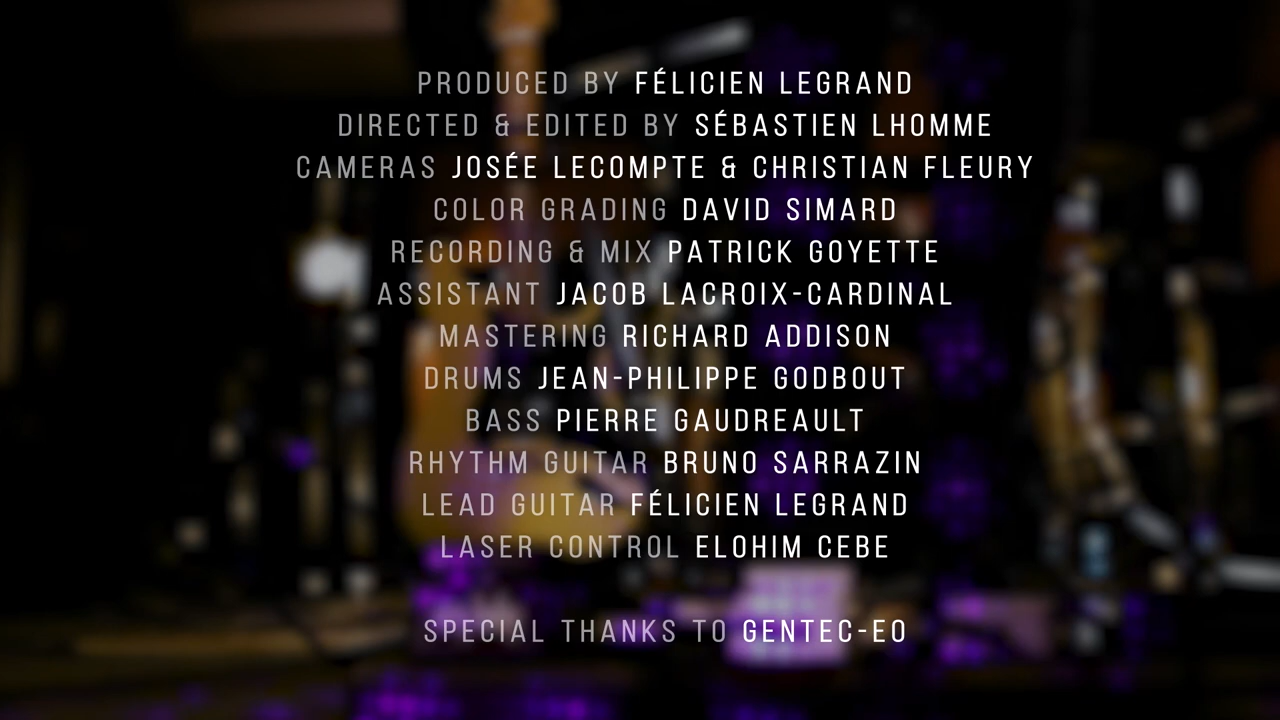 PRODUCED BY FÉLICIEN LEGRAND
DIRECTED & EDITED BY SÉBASTIEN LHOMME
CAMERAS JOSÉE LECOMPTE & CHRISTIAN FLEURY
COLOR GRADING DAVID SIMARD
RECORDING & MIX PATRICK GOYETTE
ASSISTANT JACOB LACROIX-CARDINAL
MASTERING RICHARD ADDISON
DRUMS JEAN-PHILIPPE GODBOUT
BASS PIERRE GAUDREAULT
RHYTHM GUITAR BRUNO SARRAZIN
LEAD GUITAR FÉLICIEN LEGRAND
LASER CONTROL ELOHIM CEBE
SPECIAL THANKS TO GENTEC-EO